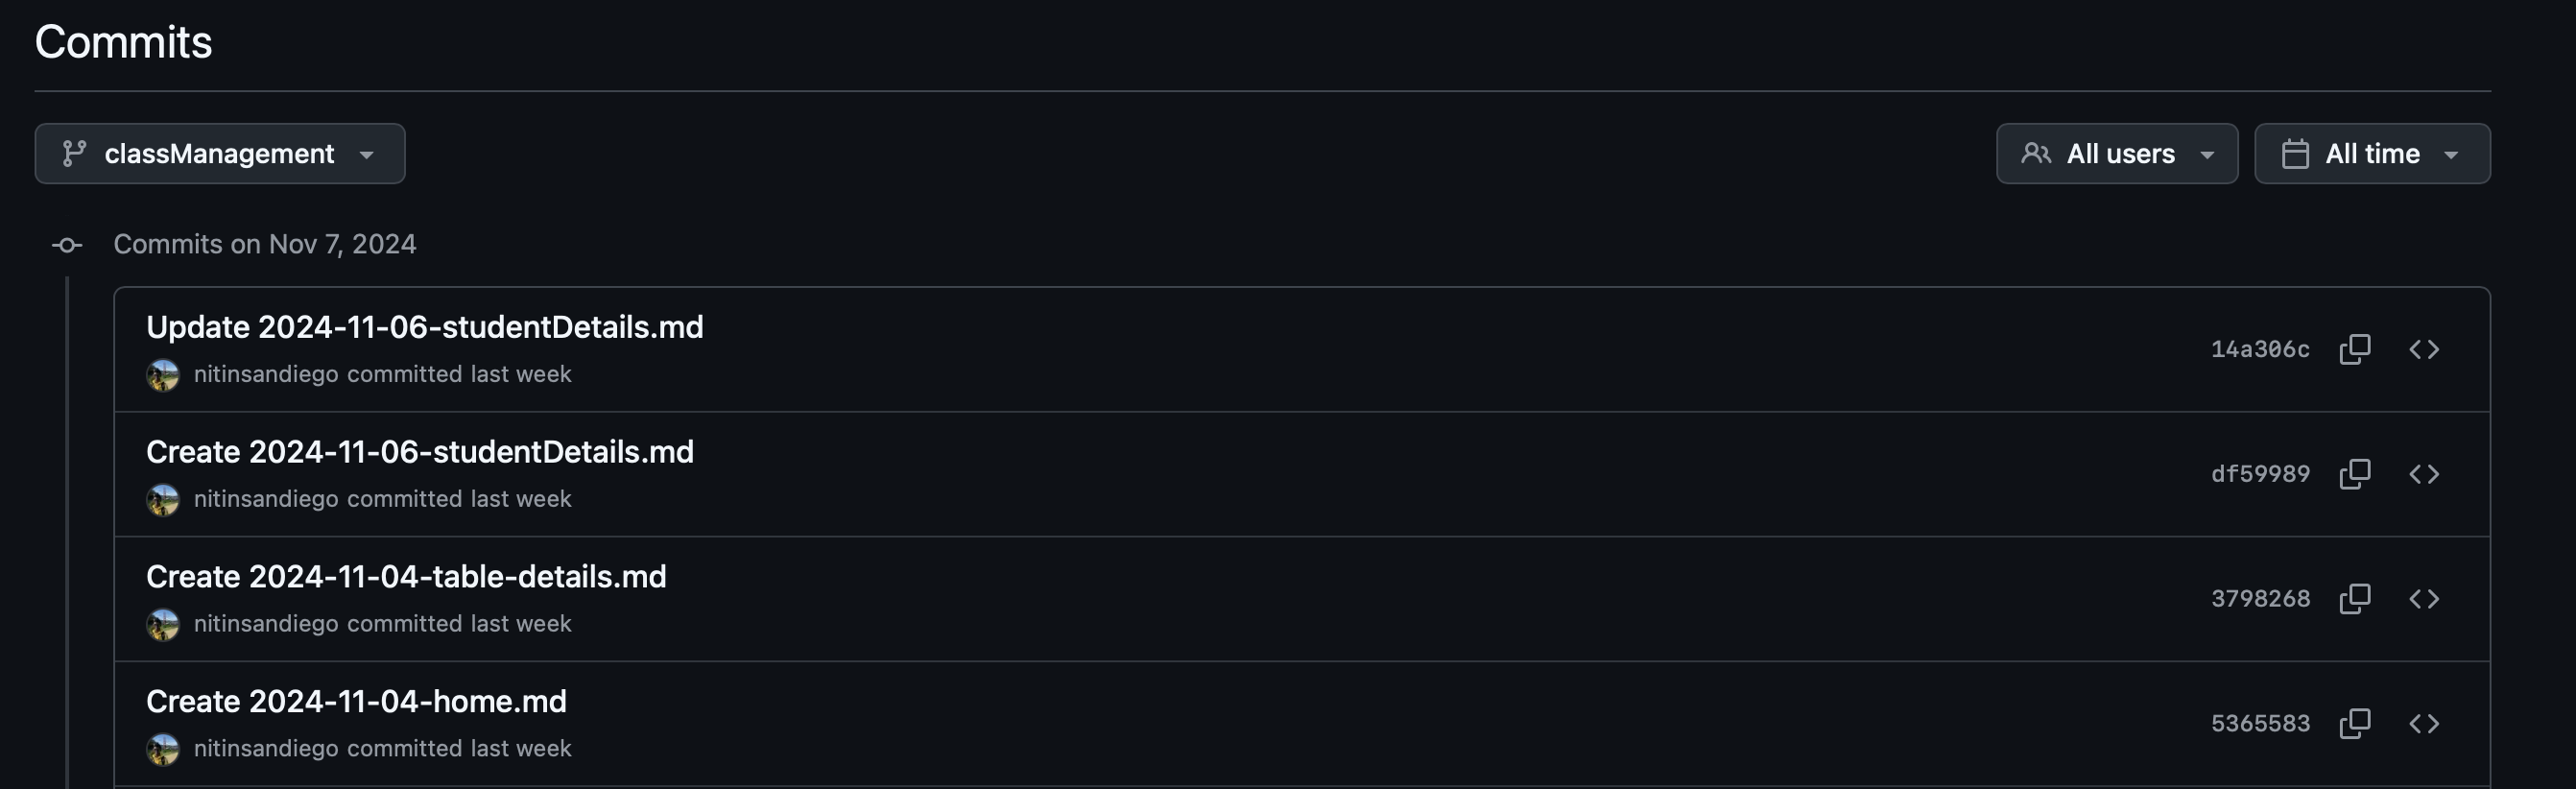 Commits
classManagement
All users
All time
Commits on Nov 7, 2024
Update 2024-11-06-studentDetails.md
nitinsandiego committed last week
14a306c
Create 2024-11-06-studentDetails.md
nitinsandiego committed last week
df59989
Create 2024-11-04-table-details.md
nitinsandiego committed last week
3798268
Create 2024-11-04-home.md
nitinsandiego committed last week
5365583